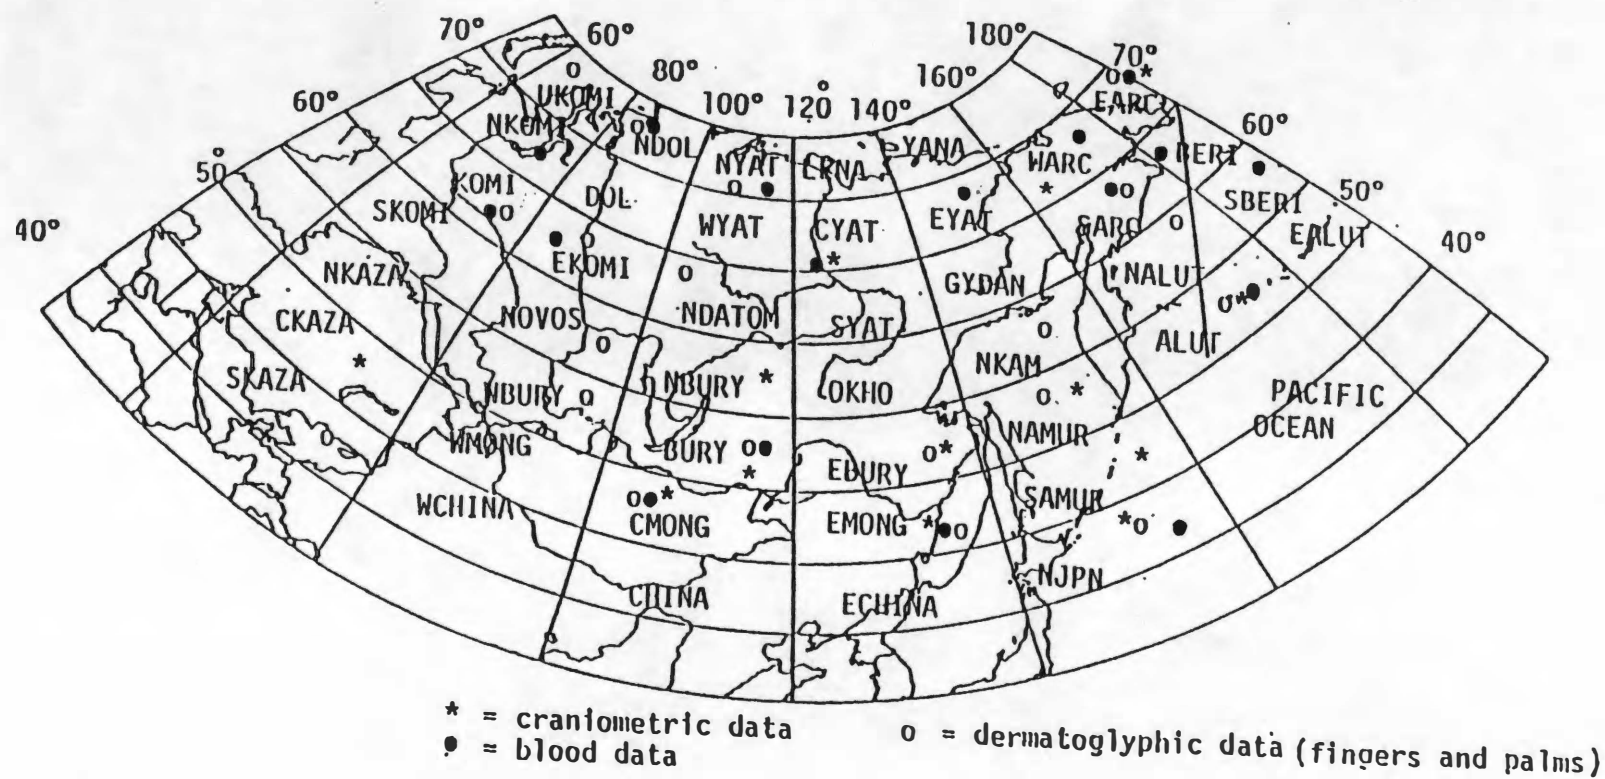 70° 60° 180° 70°
60° 80° 100° 120° 140° 160° 60°
50° 50°
40° 40°
UKOMI EARC
NKOMI NDOL NYAT YANA WARC BERI
KOMI DOL SBERI
SKOMI WYAT CYAT EYAT EALUT
NKAZA EKOMI GYDAN NALUT
CKAZA NOVOS NDATOM SYAT ALUT
SKAZA NBURY NBURY OKHO NKAM PACIFIC
WMONG BURY EBURY NAMUR OCEAN
WCHINA CMONG EMONG SAMUR
CHINA ECHINA NJPN
* = craniometric data o = dermatoglyphic data (fingers and palms)
● = blood data